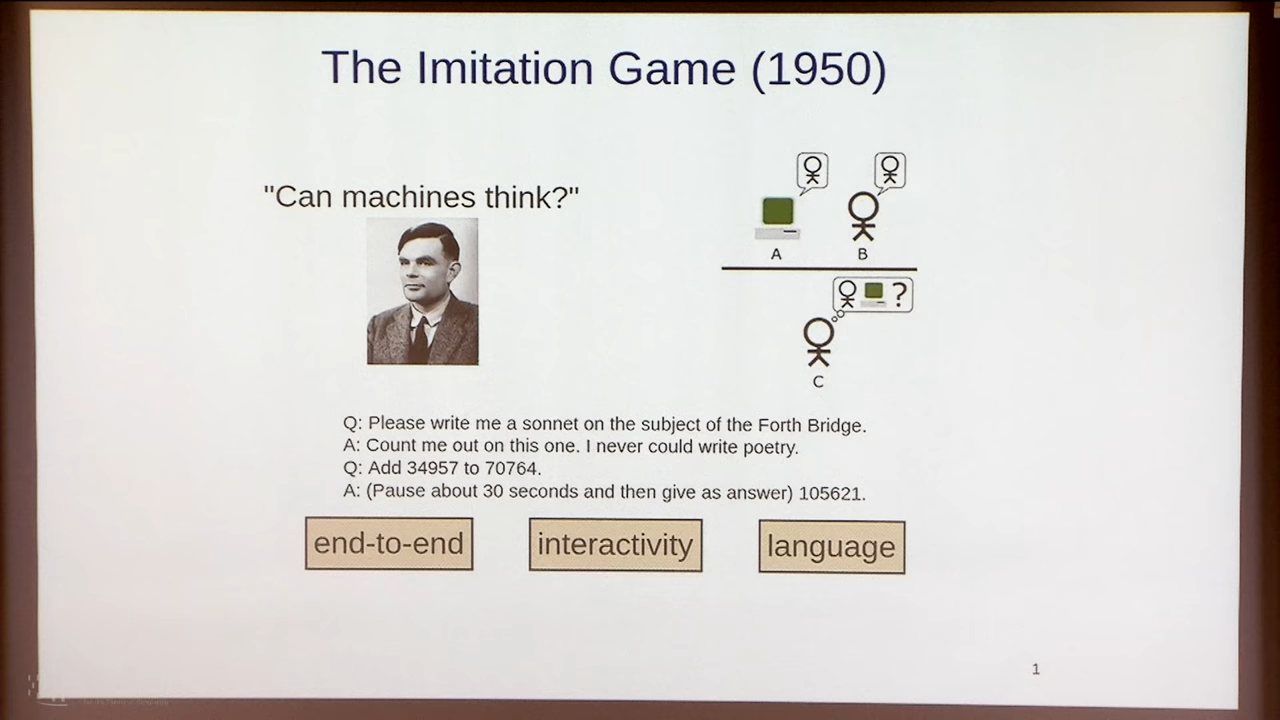 The Imitation Game (1950)
"Can machines think?"
A
B
?
C
Q: Please write me a sonnet on the subject of the Forth Bridge.
A: Count me out on this one. I never could write poetry.
Q: Add 34957 to 70764.
A: (Pause about 30 seconds and then give as answer) 105621.
end-to-end
interactivity
language
1